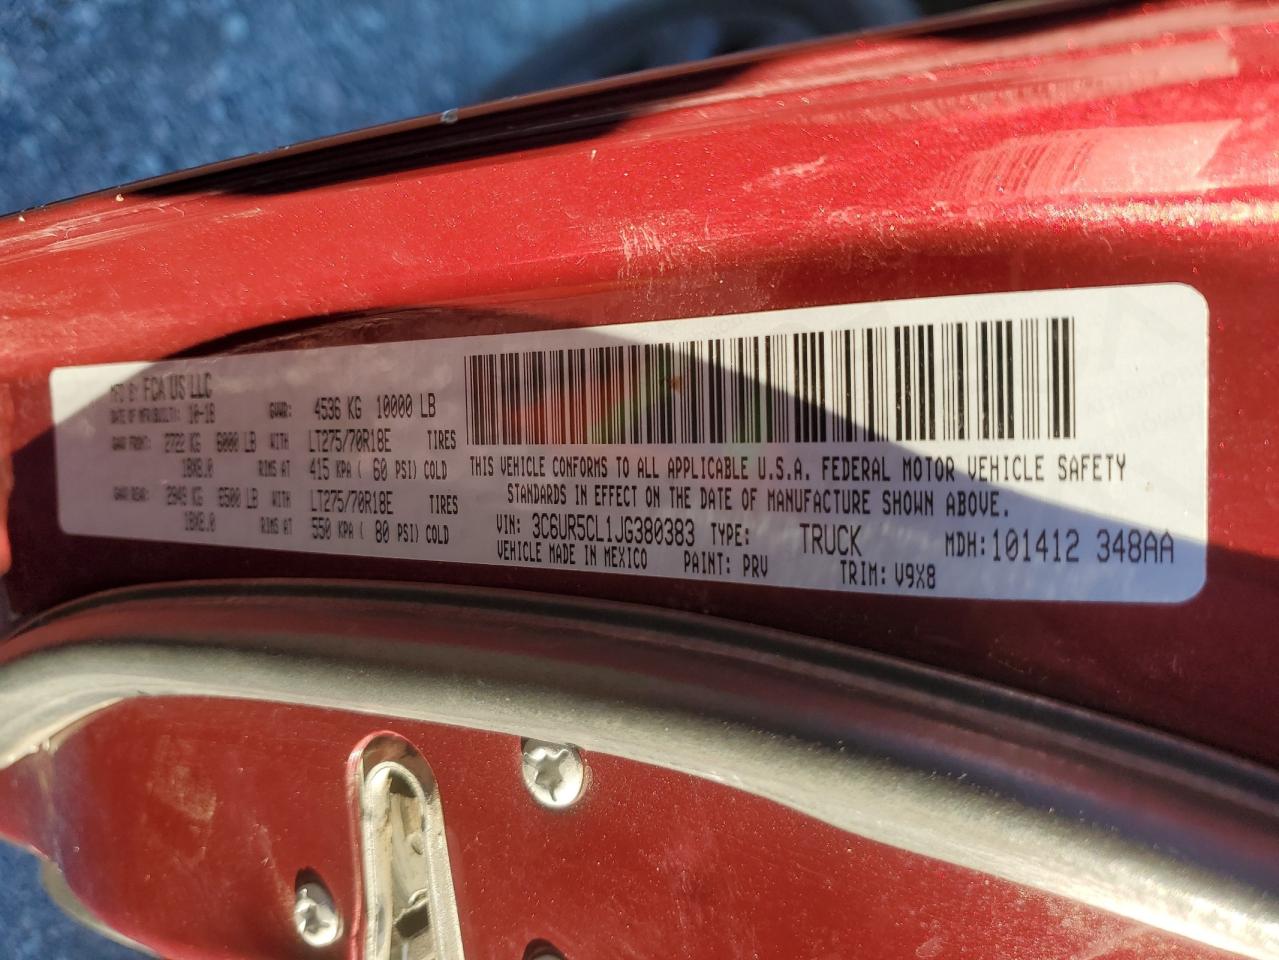 MFD BY: FCA US LLC
DATE OF MFR(BUILT): 10-18 GVWR: 4536 KG 10000 LB
GAWR FRONT: 2722 KG 6000 LB WITH LT275/70R18E TIRES
18X8.0 RIMS AT 415 KPA ( 60 PSI) COLD
GAWR REAR: 2949 KG 6500 LB WITH LT275/70R18E TIRES
18X8.0 RIMS AT 550 KPA ( 80 PSI) COLD
THIS VEHICLE CONFORMS TO ALL APPLICABLE U.S.A. FEDERAL MOTOR VEHICLE SAFETY
STANDARDS IN EFFECT ON THE DATE OF MANUFACTURE SHOWN ABOVE.
VIN: 3C6UR5CL1JG380383 TYPE: TRUCK MDH: 101412 348AA
VEHICLE MADE IN MEXICO PAINT: PRV TRIM: V9X8